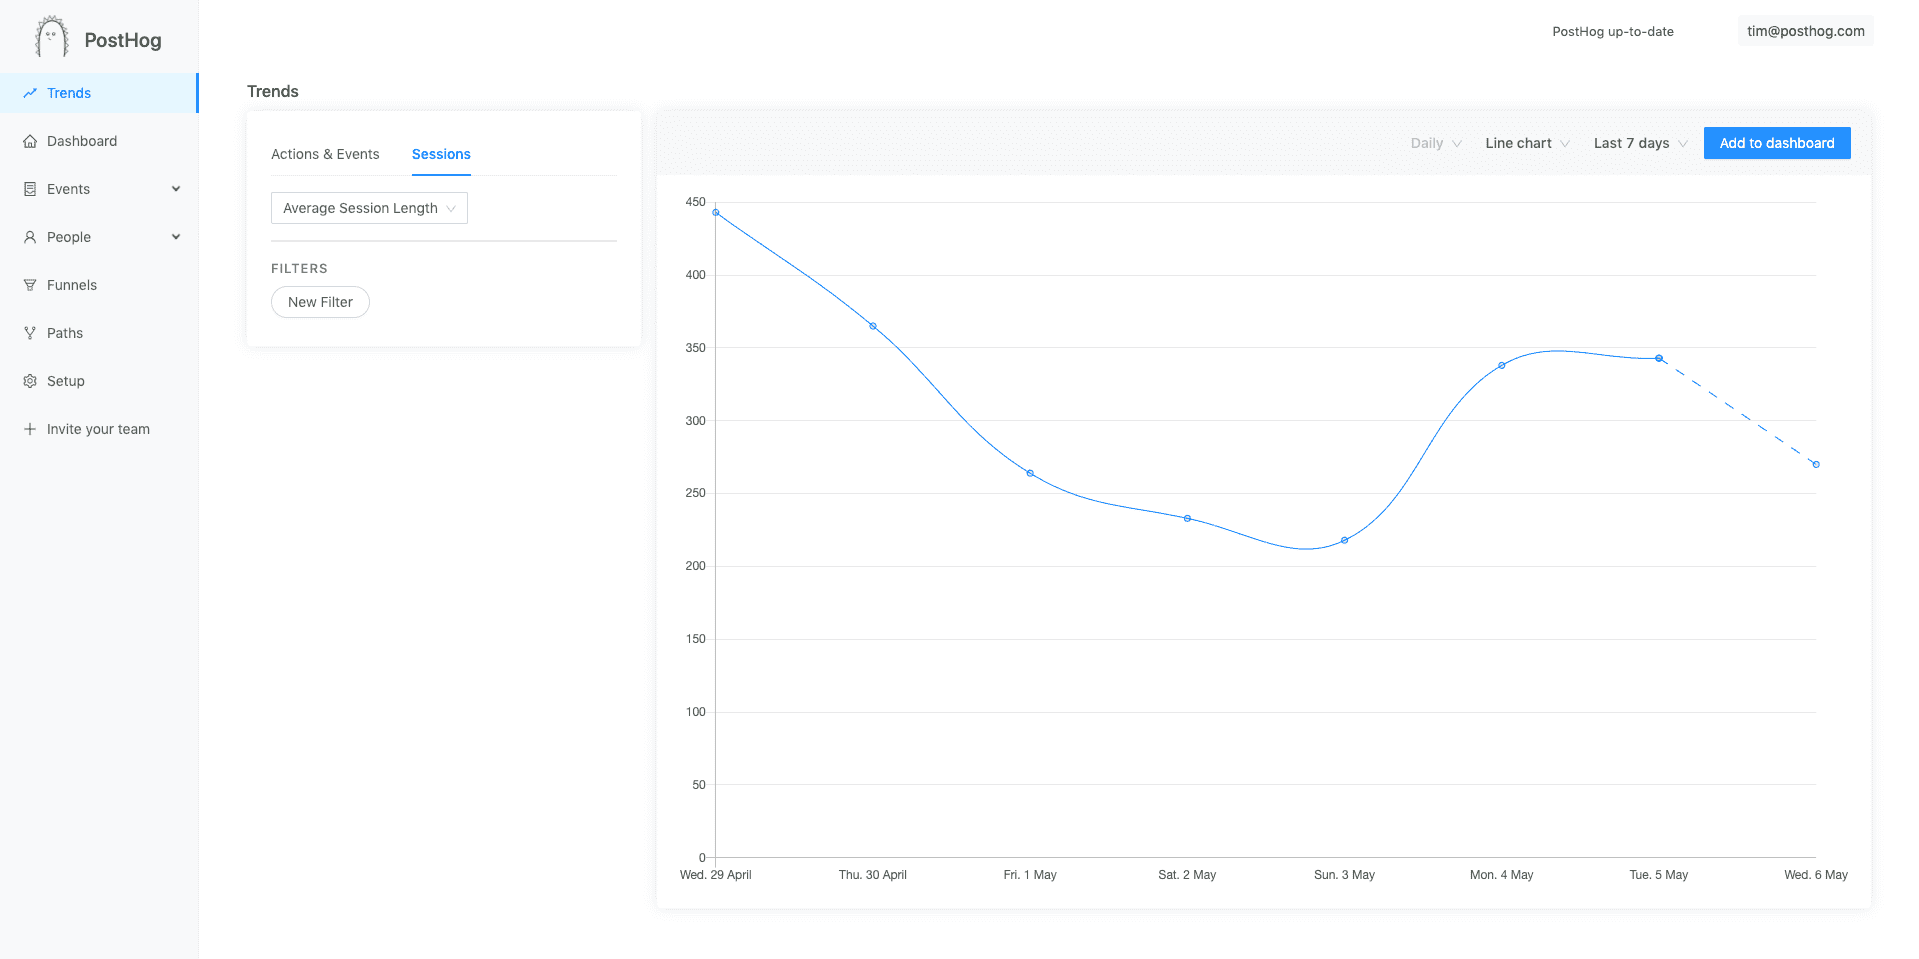 PostHog
PostHog up-to-date
tim@posthog.com
Trends
Dashboard
Events
People
Funnels
Paths
Setup
Invite your team
Trends
Actions & Events
Sessions
Average Session Length
FILTERS
New Filter
Daily
Line chart
Last 7 days
Add to dashboard
450
400
350
300
250
200
150
100
50
0
Wed. 29 April
Thu. 30 April
Fri. 1 May
Sat. 2 May
Sun. 3 May
Mon. 4 May
Tue. 5 May
Wed. 6 May